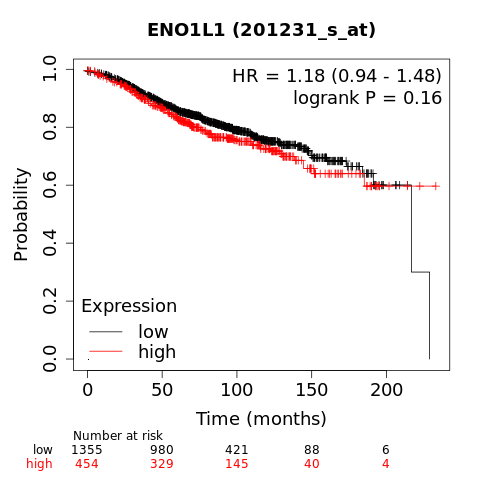 ENO1L1 (201231_s_at)
HR = 1.18 (0.94 - 1.48)
logrank P = 0.16
1.0
0.8
0.6
0.4
0.2
0.0
Probability
Expression
low
high
0 50 100 150 200
Time (months)
Number at risk
low 1355 980 421 88 6
high 454 329 145 40 4